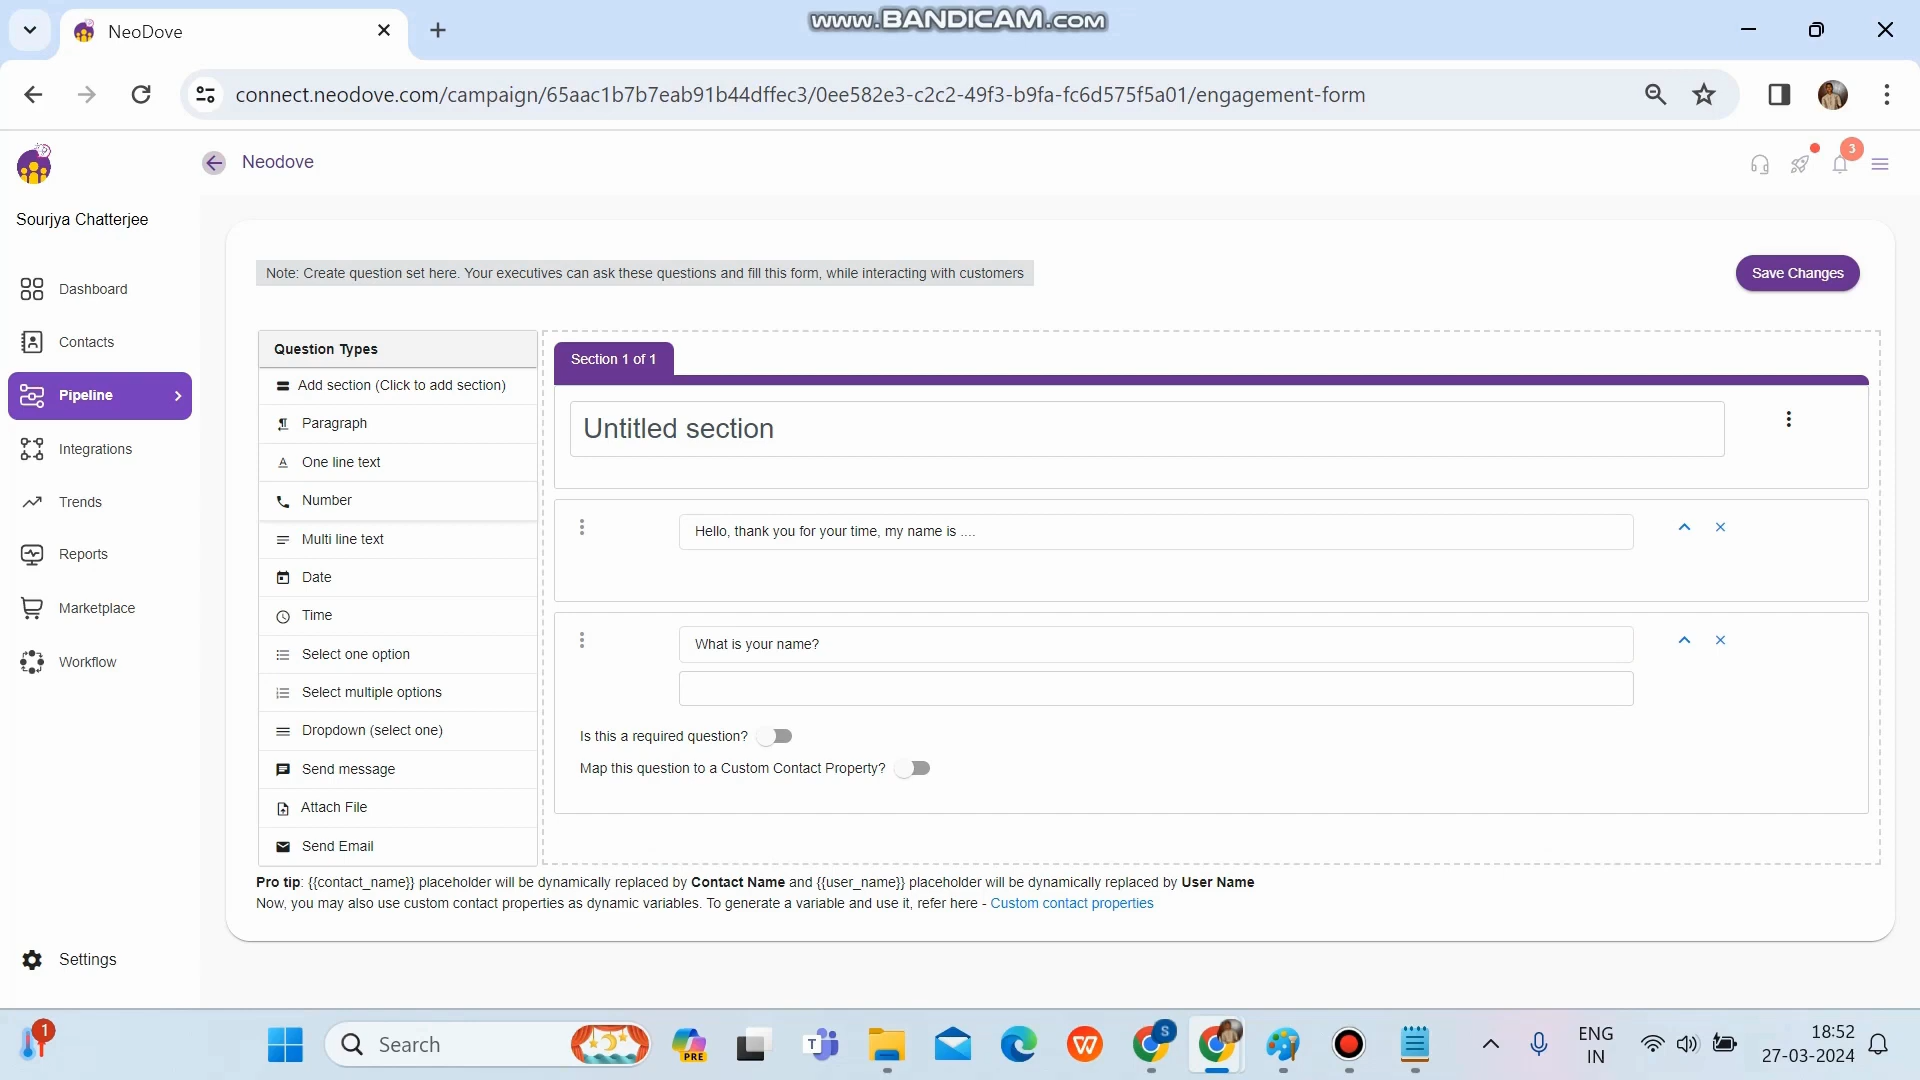 NeoDove
www.BANDICAM.com
connect.neodove.com/campaign/65aac1b7b7eab91b44dffec3/0ee582e3-c2c2-49f3-b9fa-fc6d575f5a01/engagement-form
Neodove
3
Sourjya Chatterjee
Dashboard
Contacts
Pipeline
Integrations
Trends
Reports
Marketplace
Workflow
Settings
Note: Create question set here. Your executives can ask these questions and fill this form, while interacting with customers
Save Changes
Question Types
Add section (Click to add section)
Paragraph
One line text
Number
Multi line text
Date
Time
Select one option
Select multiple options
Dropdown (select one)
Send message
Attach File
Send Email
Section 1 of 1
Untitled section
Hello, thank you for your time, my name is ....
What is your name?
Is this a required question?
Map this question to a Custom Contact Property?
Pro tip: {{contact_name}} placeholder will be dynamically replaced by Contact Name and {{user_name}} placeholder will be dynamically replaced by User Name
Now, you may also use custom contact properties as dynamic variables. To generate a variable and use it, refer here - Custom contact properties
1
Search
PRE
T
W
S
ENG
IN
18:52
27-03-2024